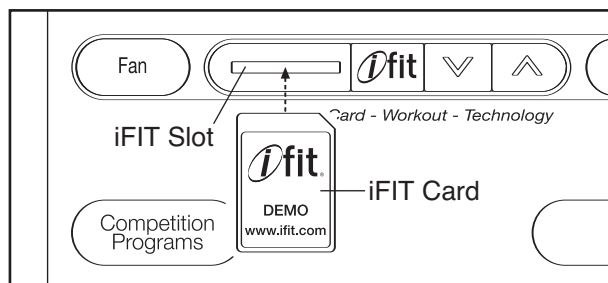 Fan
ifit
iFIT Slot
Card - Workout - Technology
ifit®
iFIT Card
DEMO
www.ifit.com
Competition
Programs